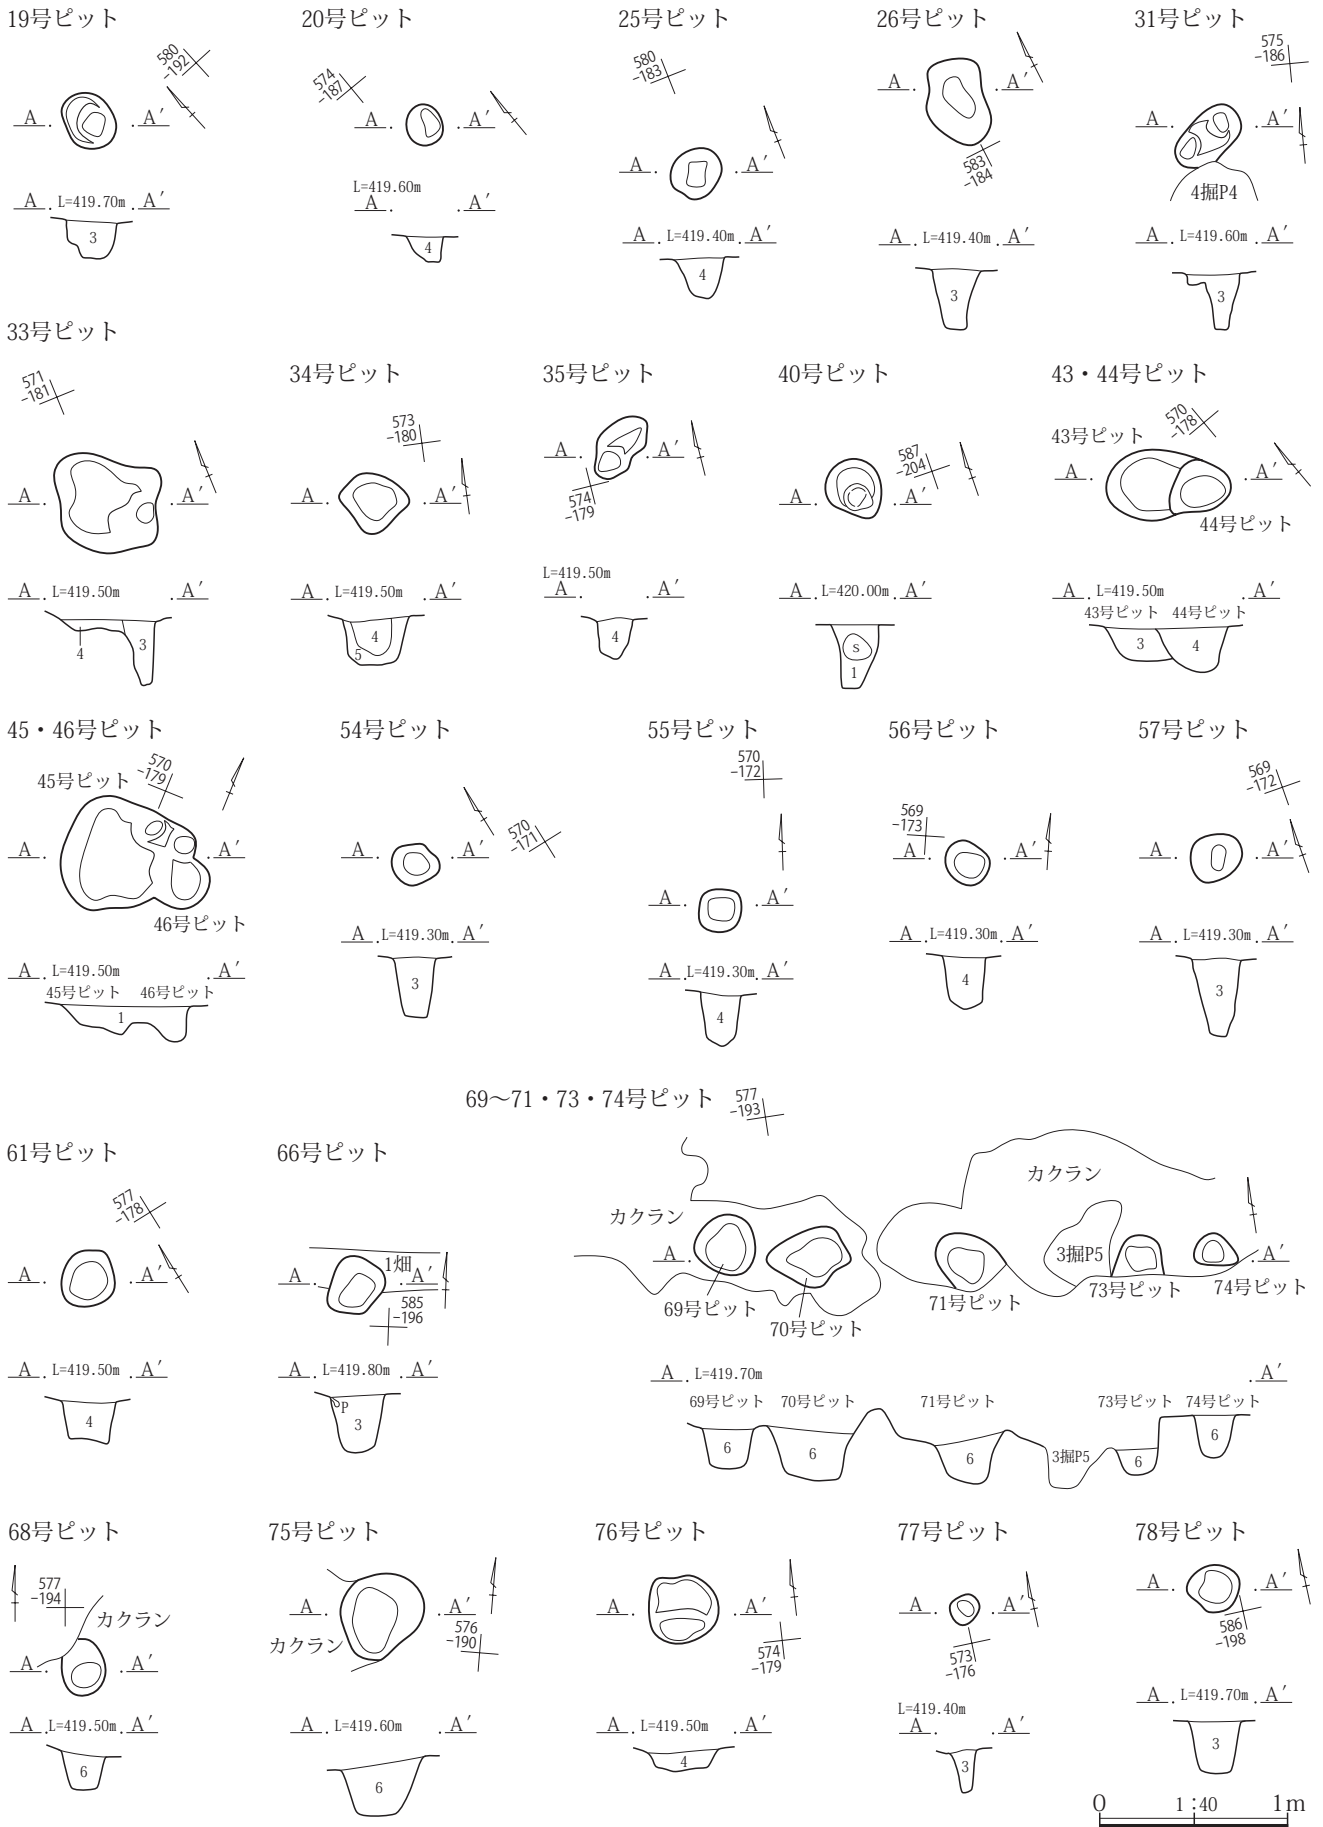 19号ピット
580
-192
A . . A′
A . L=419.70m . A′
3
20号ピット
574
-187
A . . A′
L=419.60m
A . . A′
4
25号ピット
580
-183
A . . A′
A . L=419.40m . A′
4
26号ピット
A . . A′
583
-184
A . L=419.40m . A′
3
31号ピット
575
-186
A . . A′
4掘P4
A . L=419.60m . A′
3
33号ピット
571
-181
A . . A′
A . L=419.50m . A′
4
3
34号ピット
573
-180
A . . A′
A . L=419.50m . A′
4
5
35号ピット
A . . A′
574
-179
L=419.50m
A . . A′
4
40号ピット
587
-204
A . . A′
A . L=420.00m . A′
s
1
43・44号ピット
570
-178
43号ピット
A . . A′
44号ピット
A . L=419.50m . A′
43号ピット 44号ピット
3 4
45・46号ピット
570
-179
45号ピット
A . . A′
46号ピット
A . L=419.50m . A′
45号ピット 46号ピット
1
54号ピット
570
-171
A . . A′
A . L=419.30m . A′
3
55号ピット
570
-172
A . . A′
A . L=419.30m . A′
4
56号ピット
569
-173
A . . A′
A . L=419.30m . A′
4
57号ピット
569
-172
A . . A′
A . L=419.30m . A′
3
61号ピット
577
-178
A . . A′
A . L=419.50m . A′
4
66号ピット
1畑
A . . A′
585
-196
A . L=419.80m . A′
P
3
69～71・73・74号ピット
577
-193
カクラン
カクラン
A . 3掘P5 . A′
69号ピット
70号ピット
71号ピット
73号ピット
74号ピット
A . L=419.70m . A′
69号ピット 70号ピット 71号ピット 73号ピット 74号ピット
6 6 6 3掘P5 6 6
68号ピット
577
-194
カクラン
A . . A′
A . L=419.50m . A′
6
75号ピット
A . . A′
カクラン
576
-190
A . L=419.60m . A′
6
76号ピット
A . . A′
574
-179
A . L=419.50m . A′
4
77号ピット
A . . A′
573
-176
L=419.40m
A . . A′
3
78号ピット
A . . A′
586
-198
A . L=419.70m . A′
3
0 1:40 1m